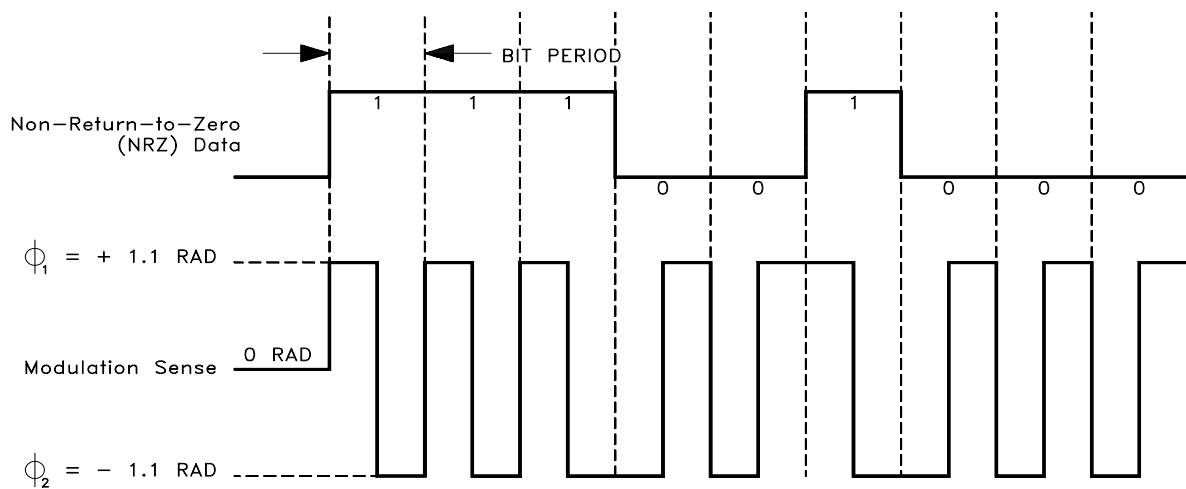 BIT PERIOD
1 1 1 1
Non-Return-to-Zero
(NRZ) Data
0 0 0 0 0
ϕ₁ = + 1.1 RAD
0 RAD
Modulation Sense
ϕ₂ = - 1.1 RAD